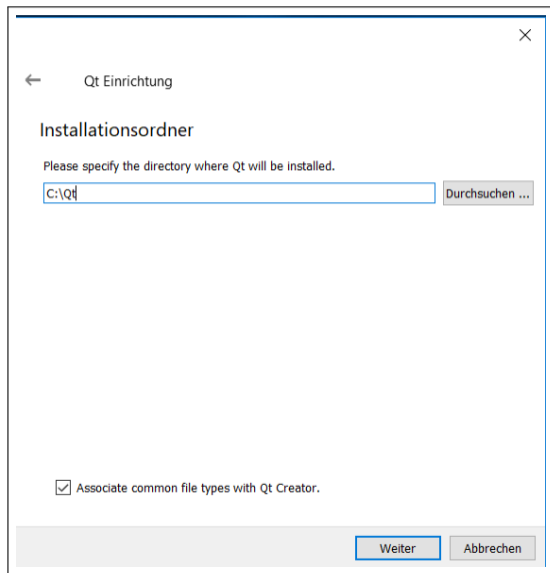 Qt Einrichtung
Installationsordner
Please specify the directory where Qt will be installed.
C:\Qt
Durchsuchen ...
Associate common file types with Qt Creator.
Weiter
Abbrechen